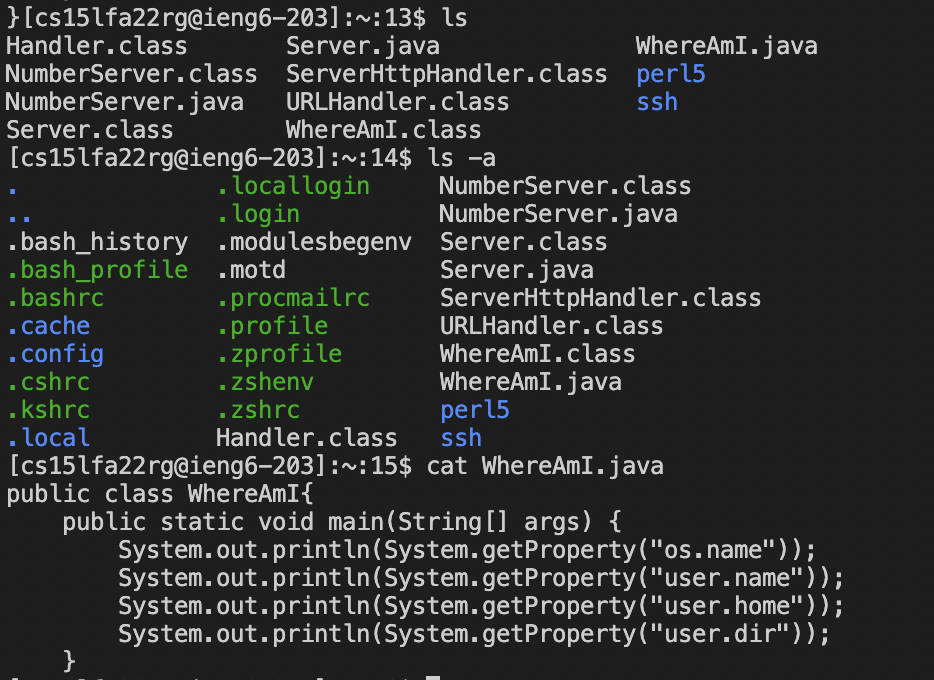 }[cs15lfa22rg@ieng6-203]:~:13$ ls
Handler.class        Server.java              WhereAmI.java
NumberServer.class  ServerHttpHandler.class  perl5
NumberServer.java   URLHandler.class         ssh
Server.class        WhereAmI.class
[cs15lfa22rg@ieng6-203]:~:14$ ls -a
.              .locallogin      NumberServer.class
..             .login           NumberServer.java
.bash_history  .modulesbegenv  Server.class
.bash_profile  .motd            Server.java
.bashrc        .procmailrc      ServerHttpHandler.class
.cache         .profile         URLHandler.class
.config        .zprofile        WhereAmI.class
.cshrc         .zshenv          WhereAmI.java
.kshrc         .zshrc           perl5
.local         Handler.class    ssh
[cs15lfa22rg@ieng6-203]:~:15$ cat WhereAmI.java
public class WhereAmI{
    public static void main(String[] args) {
        System.out.println(System.getProperty("os.name"));
        System.out.println(System.getProperty("user.name"));
        System.out.println(System.getProperty("user.home"));
        System.out.println(System.getProperty("user.dir"));
    }